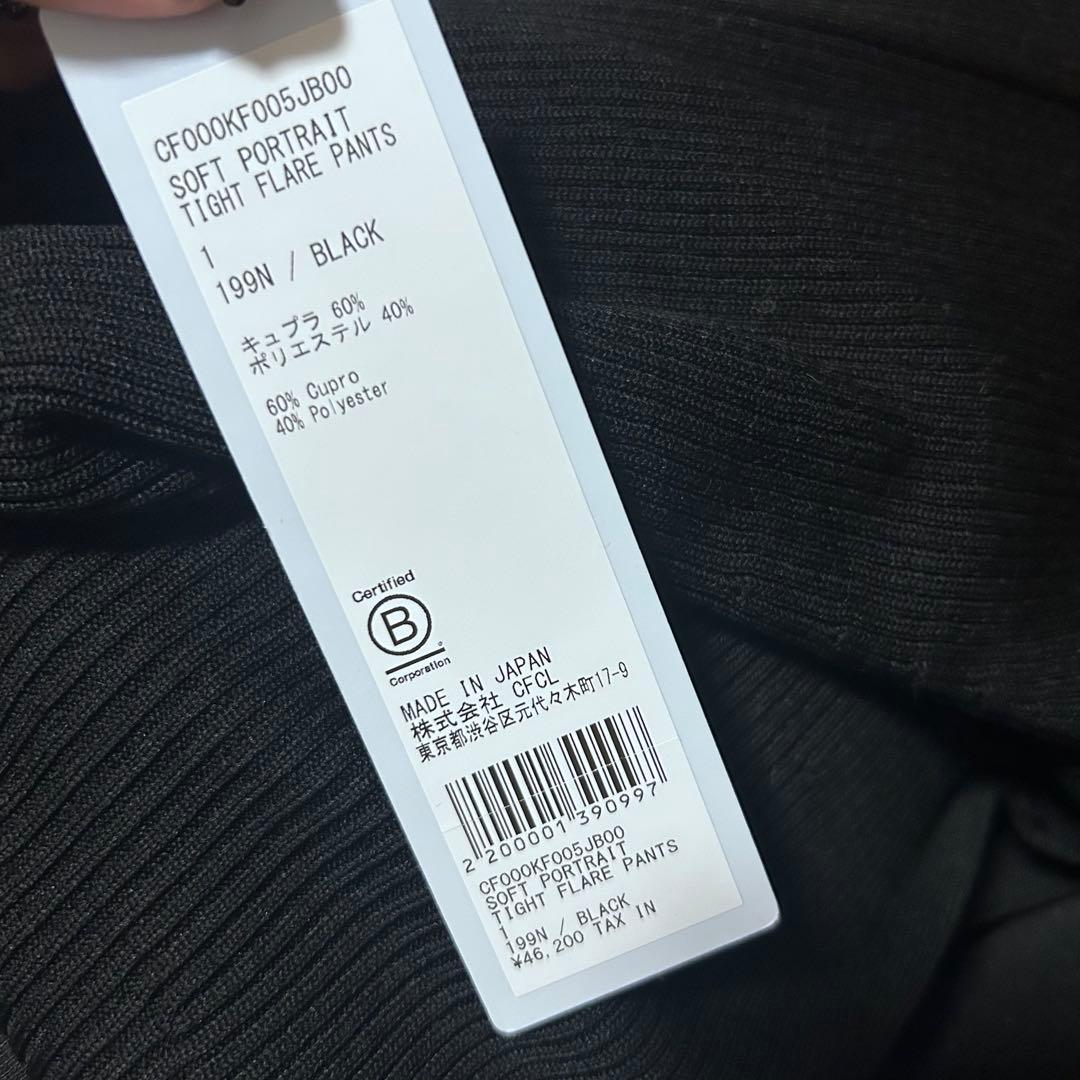 CF000KF005JB00
SOFT PORTRAIT
TIGHT FLARE PANTS
1
199N / BLACK
キュプラ 60%
ポリエステル 40%
60% Cupro
40% Polyester
Certified
B
Corporation
MADE IN JAPAN
株式会社 CFCL
東京都渋谷区元代々木町17-9
2 200001 390997
CF000KF005JB00
SOFT PORTRAIT
TIGHT FLARE PANTS
1
199N / BLACK
¥46,200 TAX IN